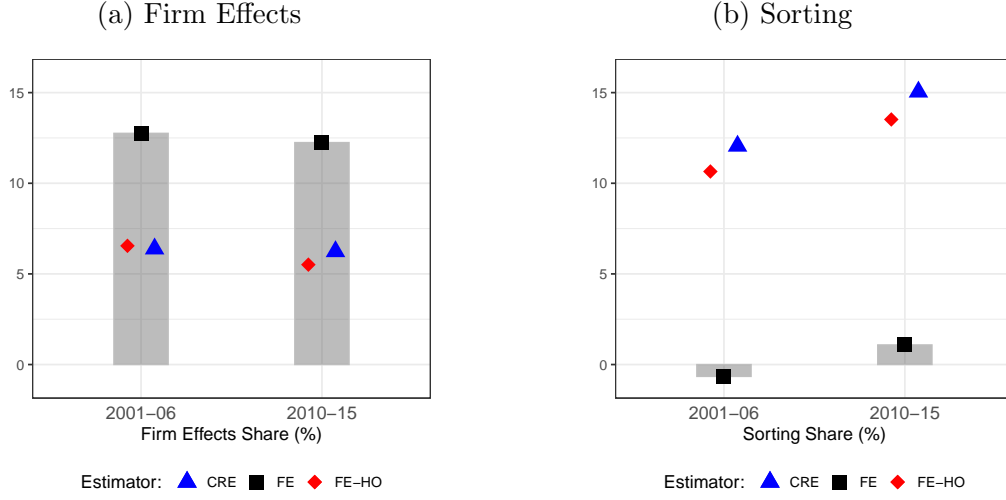 (a) Firm Effects
15
10
5
0
2001–06 2010–15
Firm Effects Share (%)
Estimator: CRE FE FE–HO
(b) Sorting
15
10
5
0
2001–06 2010–15
Sorting Share (%)
Estimator: CRE FE FE–HO